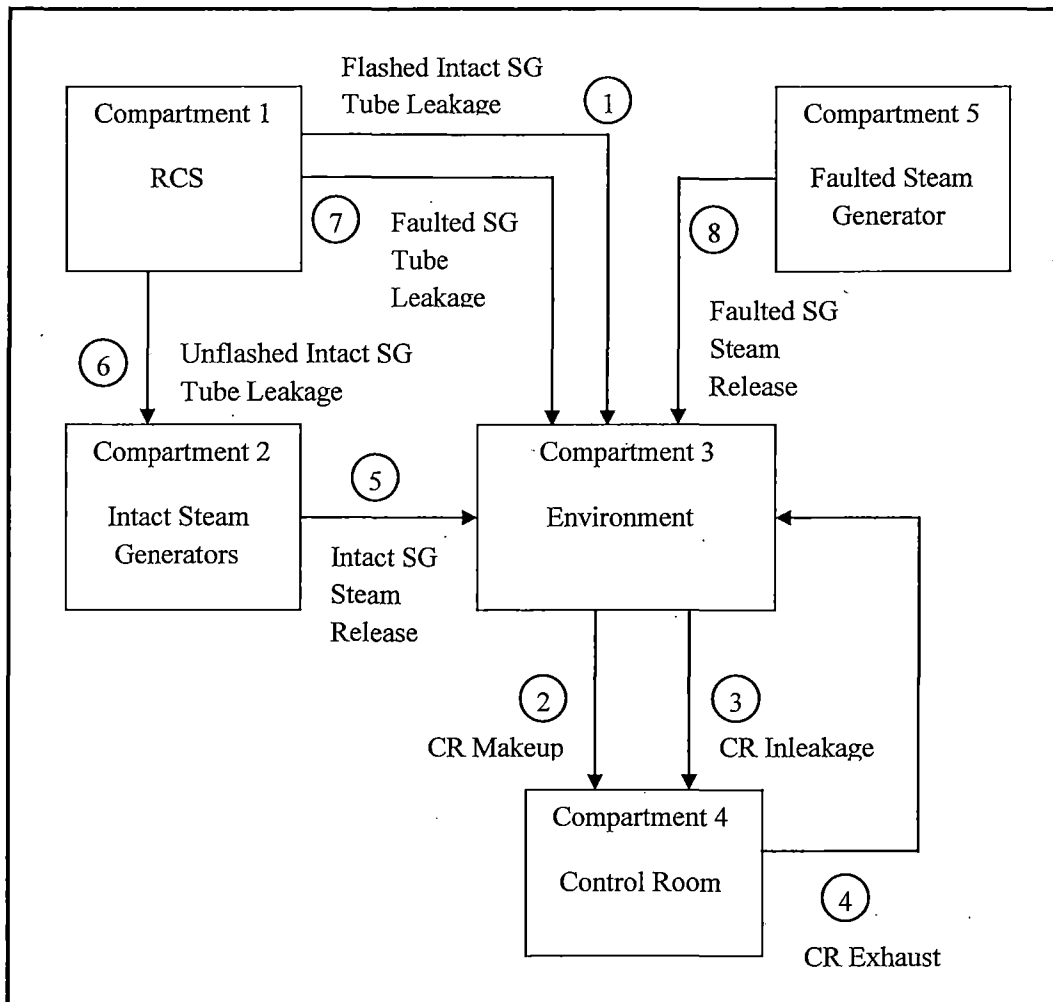 Flashed Intact SG
Tube Leakage
1
Compartment 1
RCS
Compartment 5
Faulted Steam
Generator
7
Faulted SG
Tube
Leakage
8
Faulted SG
Steam
Release
6
Unflashed Intact SG
Tube Leakage
Compartment 2
Intact Steam
Generators
5
Intact SG
Steam
Release
Compartment 3
Environment
2
CR Makeup
3
CR Inleakage
Compartment 4
Control Room
4
CR Exhaust